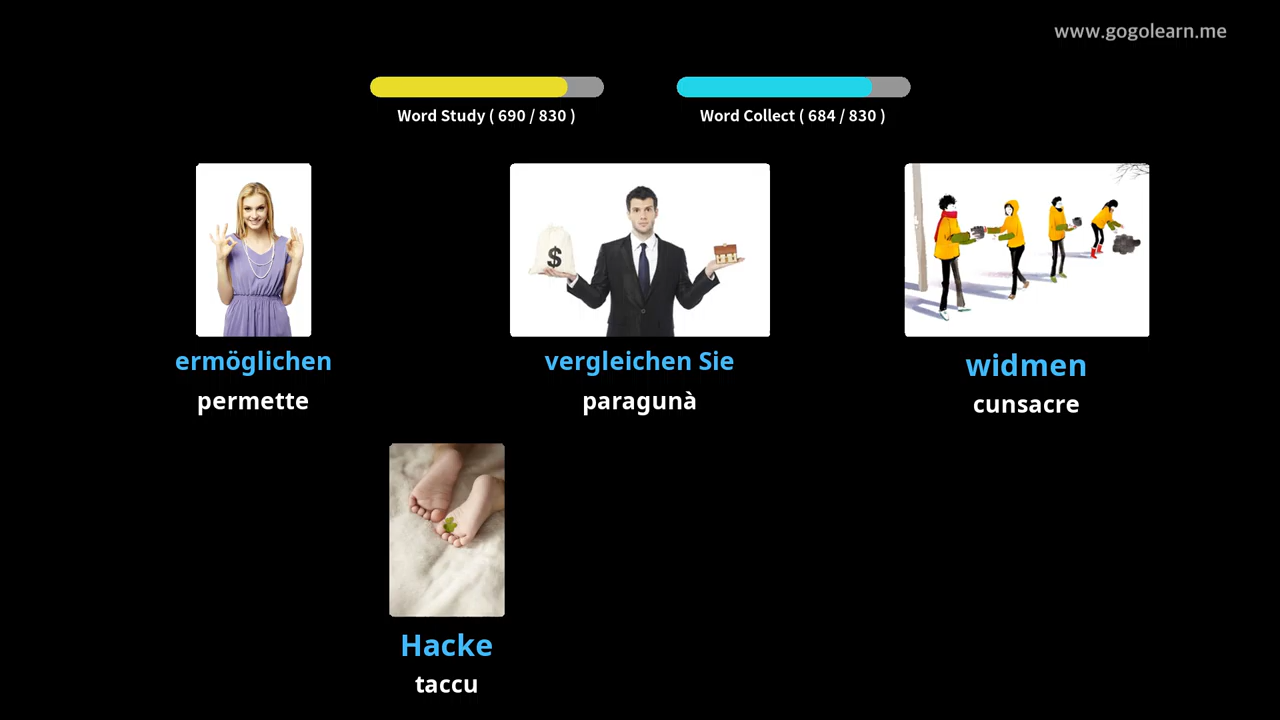 www.gogolearn.me
Word Study ( 690 / 830 )
Word Collect ( 684 / 830 )
$
ermöglichen
permette
vergleichen Sie
paragunà
widmen
cunsacre
Hacke
taccu